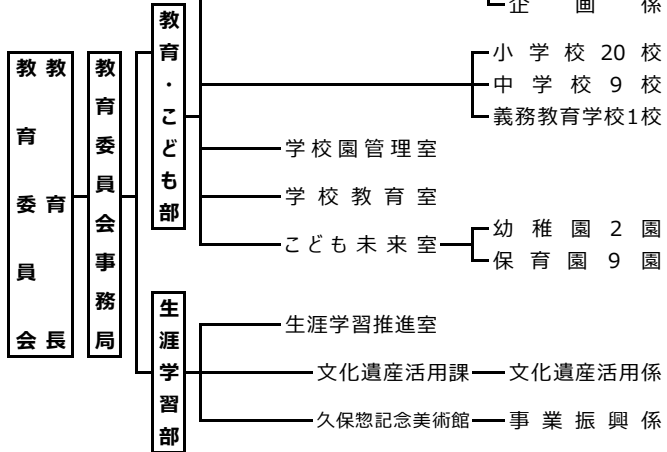 企画係
教育委員会
教育長
教育委員会事務局
教育・こども部
小学校20校
中学校9校
義務教育学校1校
学校園管理室
学校教育室
こども未来室
幼稚園2園
保育園9園
生涯学習部
生涯学習推進室
文化遺産活用課
文化遺産活用係
久保惣記念美術館
事業振興係